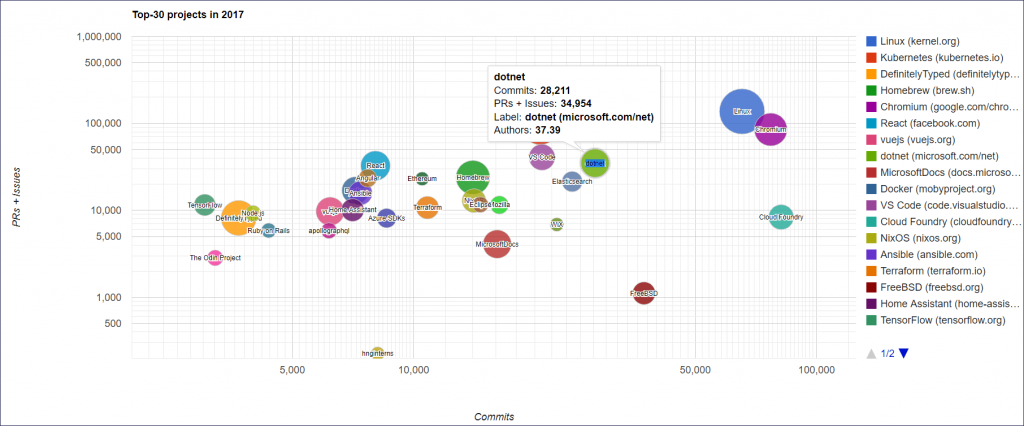 Top-30 projects in 2017
1,000,000
500,000
100,000
50,000
10,000
5,000
1,000
500
PRs + Issues
5,000
10,000
50,000
100,000
Commits
dotnet
Commits: 28,211
PRs + Issues: 34,954
Label: dotnet (microsoft.com/net)
Authors: 37.39
Linux
Chromium
VS Code
dotnet
Elasticsearch
React
Angular
Ansible
Ethereum
Homebrew
TensorFlow
Node.js
Ruby on Rails
The Odin Project
Home Assistant
apollographql
Azure SDKs
Terraform
Eclipse
Mozilla
WX
MicrosoftDocs
Cloud Foundry
FreeBSD
hnginterns
Linux (kernel.org)
Kubernetes (kubernetes.io)
DefinitelyTyped (definitelytyp…
Homebrew (brew.sh)
Chromium (google.com/chro…
React (facebook.com)
vuejs (vuejs.org)
dotnet (microsoft.com/net)
MicrosoftDocs (docs.microso…
Docker (mobyproject.org)
VS Code (code.visualstudio.…
Cloud Foundry (cloudfoundry…
NixOS (nixos.org)
Ansible (ansible.com)
Terraform (terraform.io)
FreeBSD (freebsd.org)
Home Assistant (home-assis…
TensorFlow (tensorflow.org)
1/2